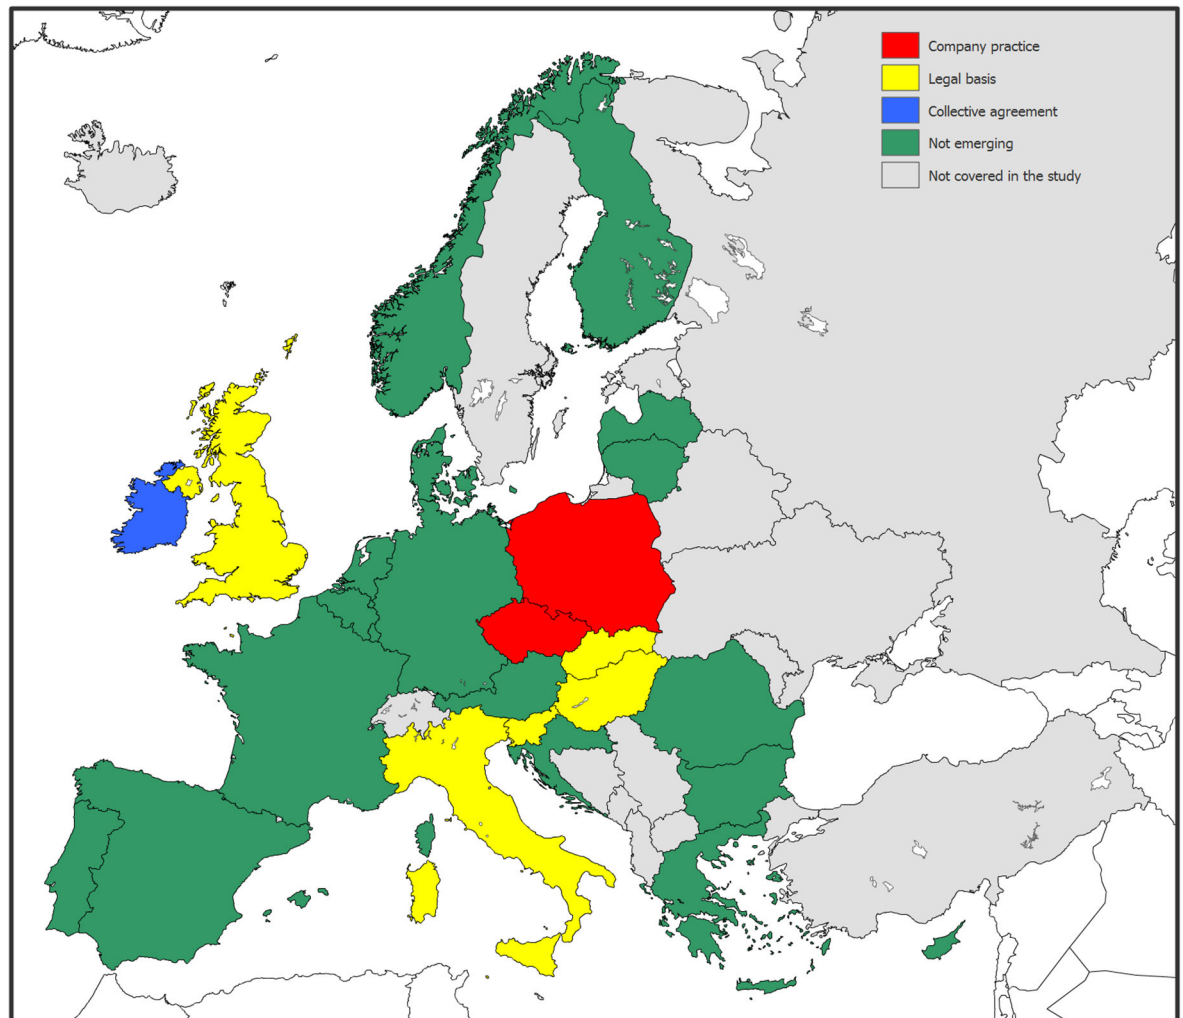 Company practice
Legal basis
Collective agreement
Not emerging
Not covered in the study